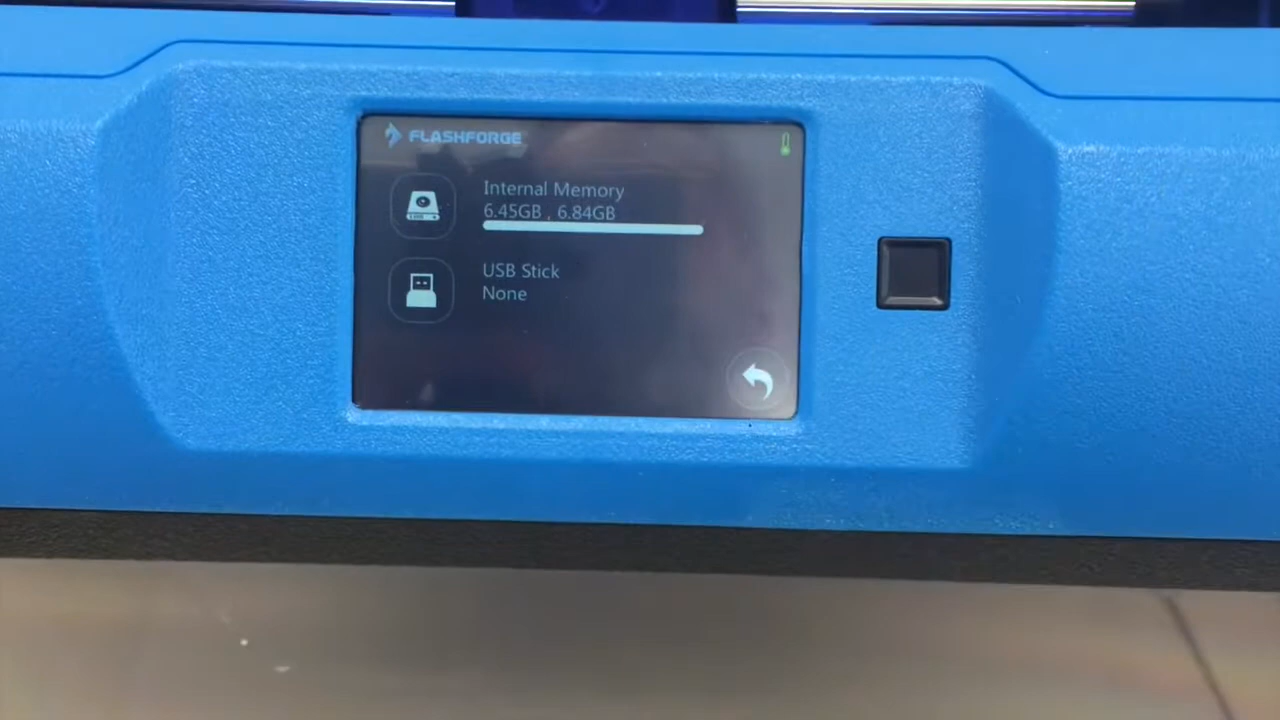 FLASHFORGE
Internal Memory
6.45GB , 6.84GB
USB Stick
None